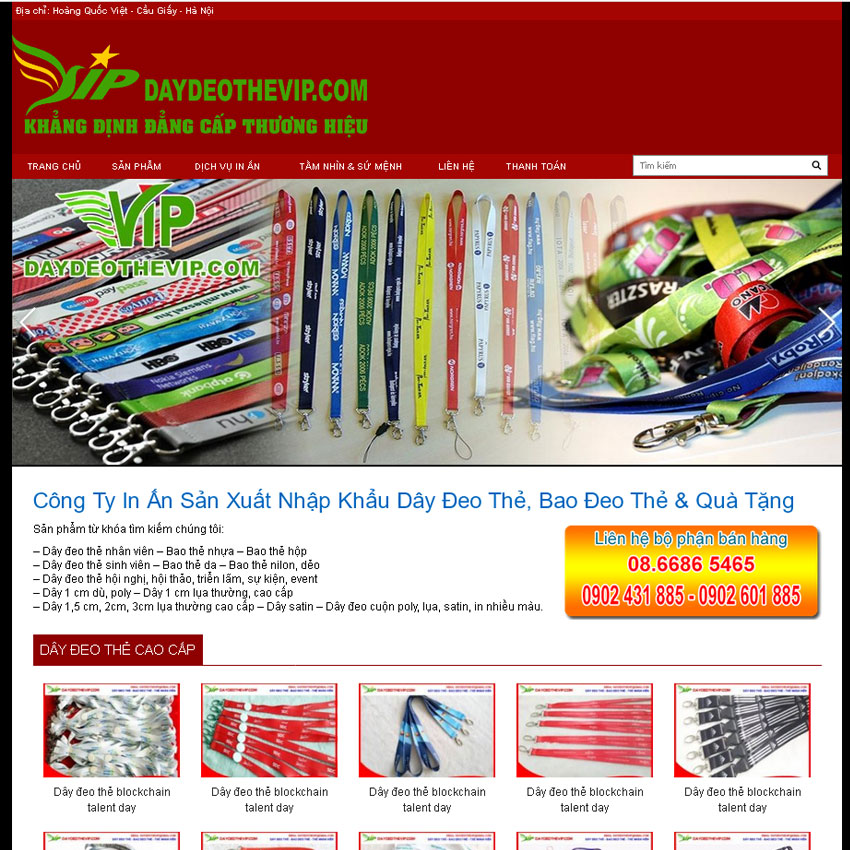 Địa chỉ: Hoàng Quốc Việt - Cầu Giấy - Hà Nội
VIP DAYDEOTHEVIP.COM
KHẲNG ĐỊNH ĐẲNG CẤP THƯƠNG HIỆU
TRANG CHỦ SẢN PHẨM DỊCH VỤ IN ẤN TẦM NHÌN & SỨ MỆNH LIÊN HỆ THANH TOÁN Tìm kiếm
VIP
DAYDEOTHEVIP.COM
RASZTER
Nokia Siemens
Networks
alphabank
Công Ty In Ấn Sản Xuất Nhập Khẩu Dây Đeo Thẻ, Bao Đeo Thẻ & Quà Tặng
Sản phẩm từ khóa tìm kiếm chúng tôi:
– Dây đeo thẻ nhân viên – Bao thẻ nhựa – Bao thẻ hộp
– Dây đeo thẻ sinh viên – Bao thẻ da – Bao thẻ nilon, dẻo
– Dây đeo thẻ hội nghị, hội thảo, triển lãm, sự kiện, event
– Dây 1 cm dù, poly – Dây 1 cm lụa thường, cao cấp
– Dây 1,5 cm, 2cm, 3cm lụa thường cao cấp – Dây satin – Dây đeo cuộn poly, lụa, satin, in nhiều màu.
Liên hệ bộ phận bán hàng
08.6686 5465
0902 431 885 - 0902 601 885
DÂY ĐEO THẺ CAO CẤP
Dây đeo thẻ blockchain talent day
Dây đeo thẻ blockchain talent day
Dây đeo thẻ blockchain talent day
Dây đeo thẻ blockchain talent day
Dây đeo thẻ blockchain talent day